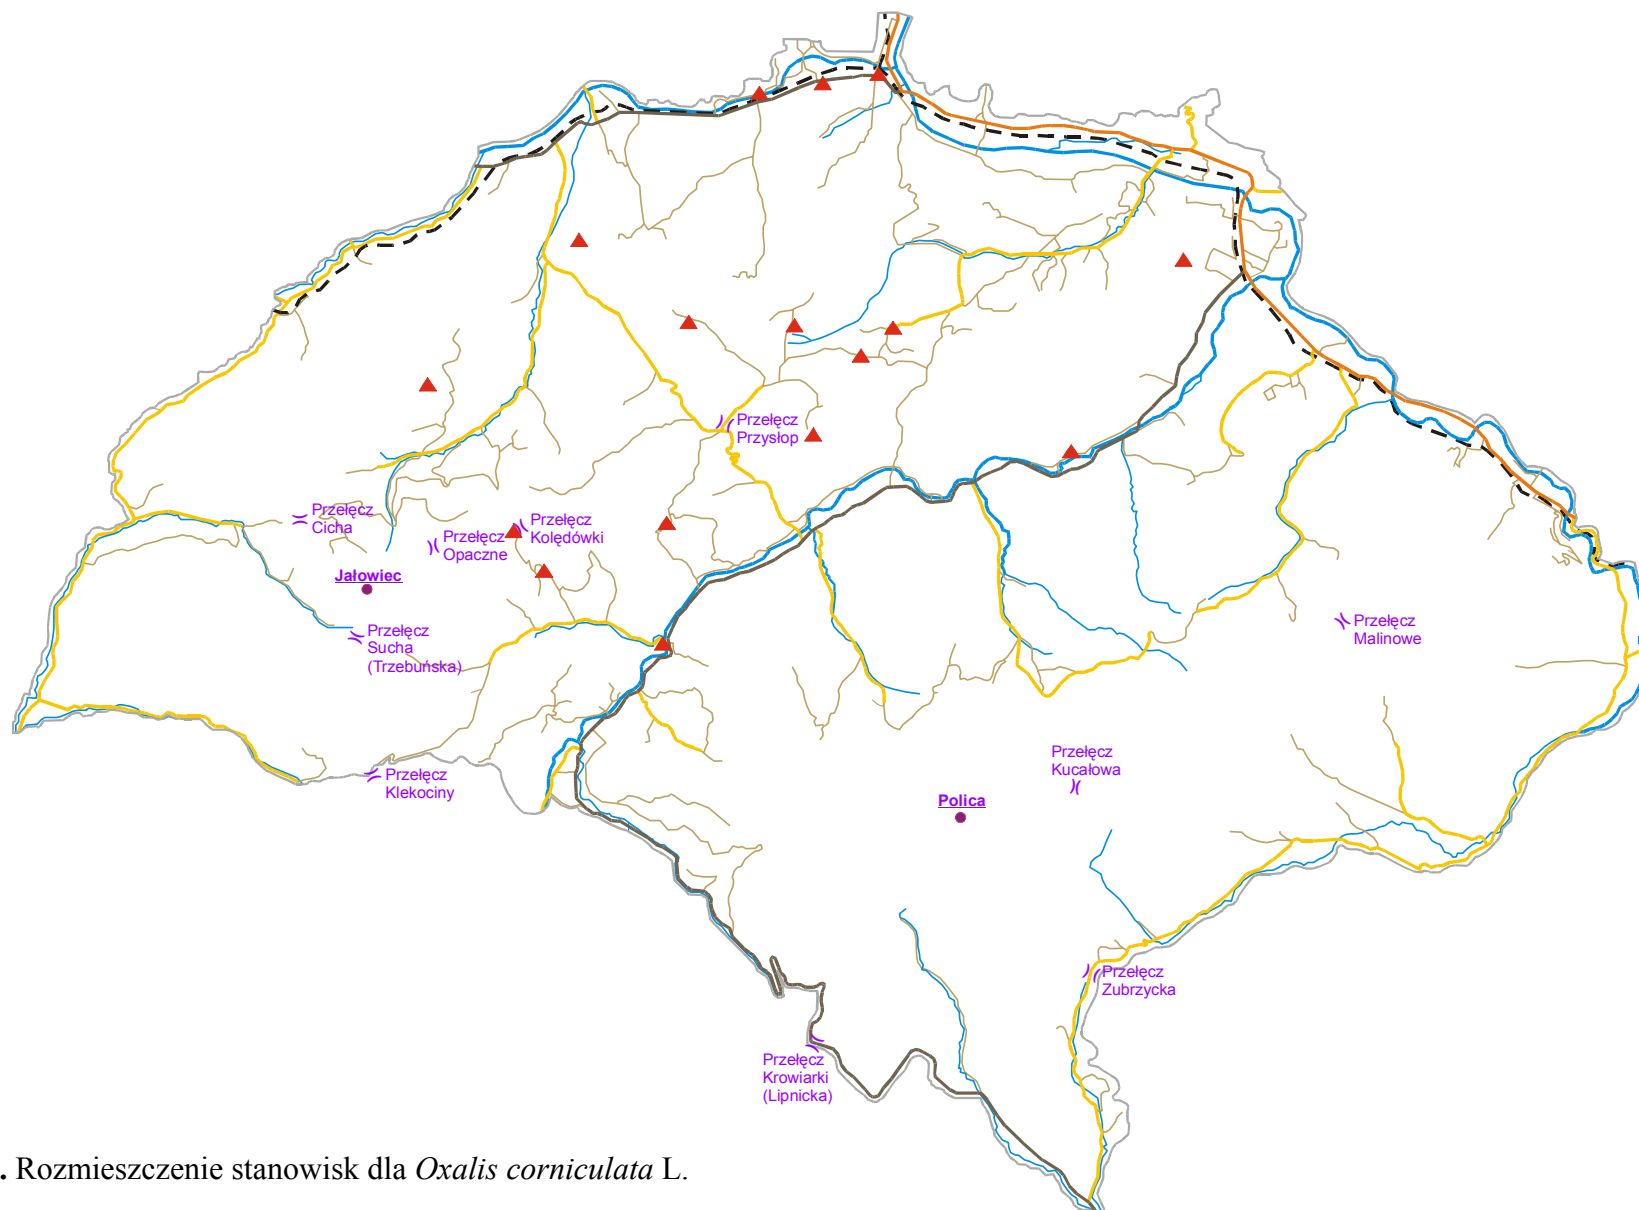 Przełęcz
Przysłop
Przełęcz
Cicha
Przełęcz
Kolędówki
Przełęcz
Opaczne
Jałowiec
Przełęcz
Sucha
(Trzebuńska)
Przełęcz
Malinowe
Przełęcz
Klekociny
Przełęcz
Kucałowa
Polica
Przełęcz
Zubrzycka
Przełęcz
Krowiarki
(Lipnicka)
. Rozmieszczenie stanowisk dla Oxalis corniculata L.